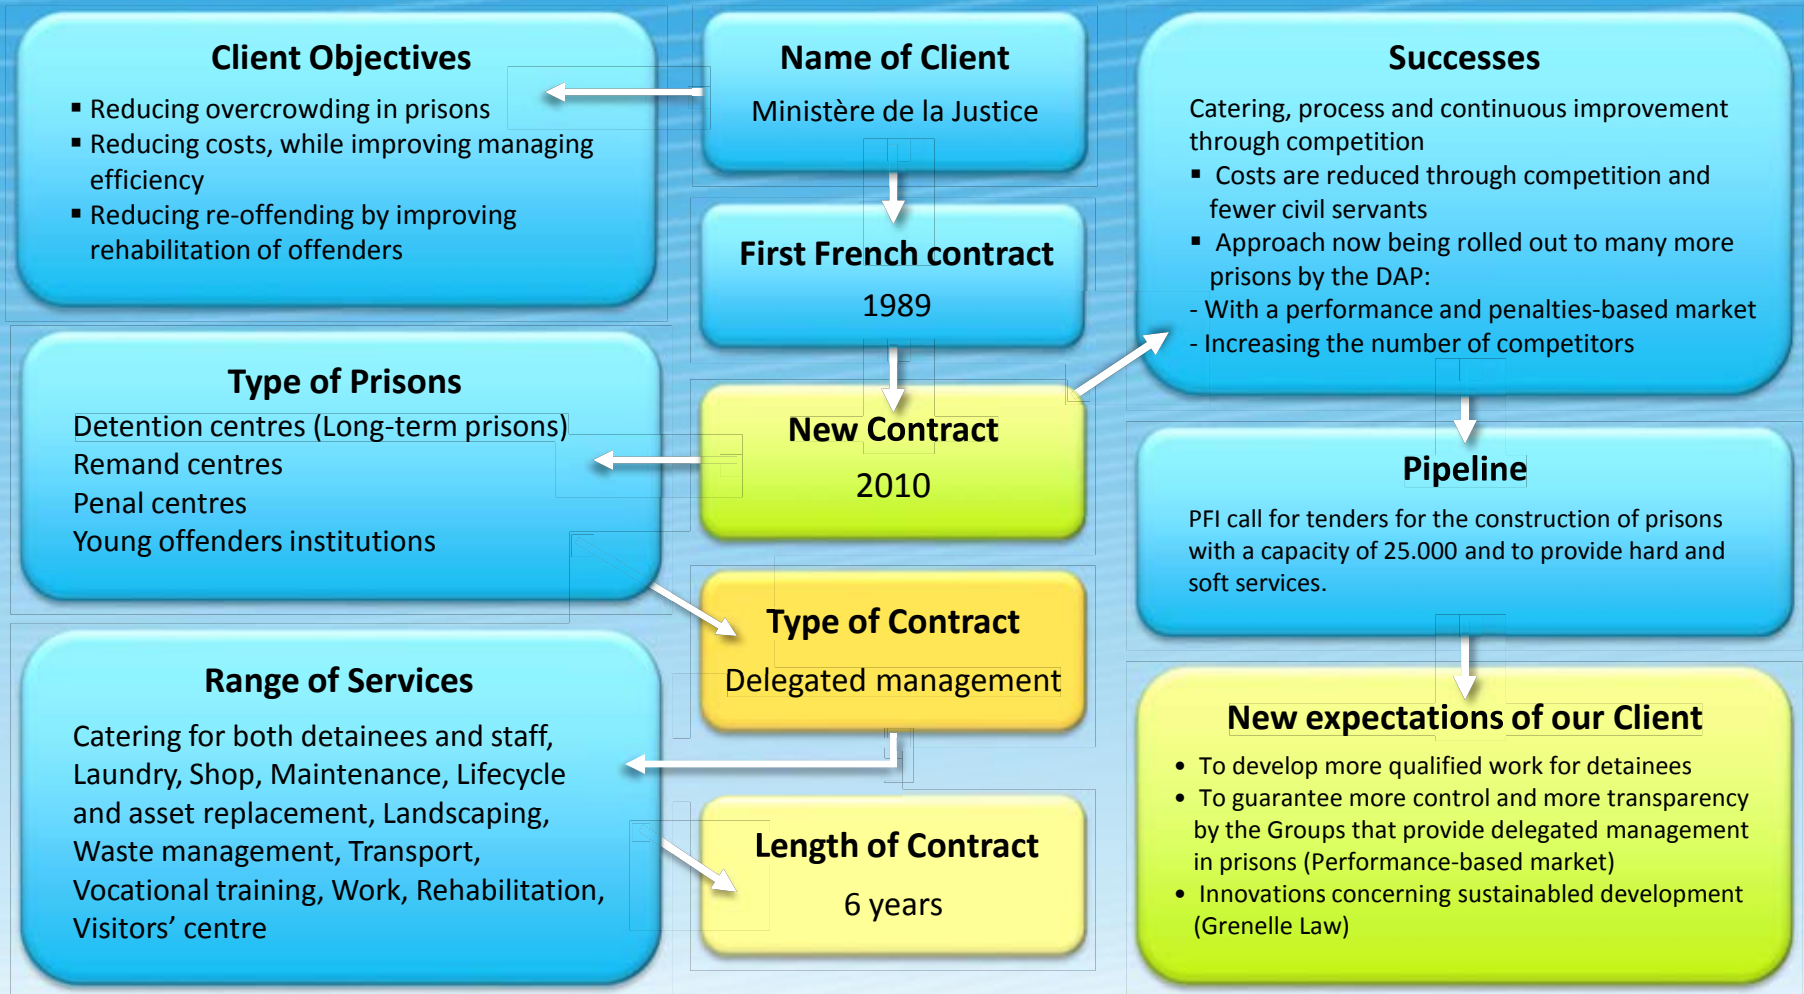 Client Objectives
▪ Reducing overcrowding in prisons
▪ Reducing costs, while improving managing
efficiency
▪ Reducing re-offending by improving
rehabilitation of offenders
Name of Client
Ministère de la Justice
First French contract
1989
New Contract
2010
Type of Prisons
Detention centres (Long-term prisons)
Remand centres
Penal centres
Young offenders institutions
Type of Contract
Delegated management
Range of Services
Catering for both detainees and staff,
Laundry, Shop, Maintenance, Lifecycle
and asset replacement, Landscaping,
Waste management, Transport,
Vocational training, Work, Rehabilitation,
Visitors’ centre
Length of Contract
6 years
Successes
Catering, process and continuous improvement
through competition
▪ Costs are reduced through competition and
fewer civil servants
▪ Approach now being rolled out to many more
prisons by the DAP:
- With a performance and penalties-based market
- Increasing the number of competitors
Pipeline
PFI call for tenders for the construction of prisons
with a capacity of 25.000 and to provide hard and
soft services.
New expectations of our Client
• To develop more qualified work for detainees
• To guarantee more control and more transparency
by the Groups that provide delegated management
in prisons (Performance-based market)
• Innovations concerning sustainabled development
(Grenelle Law)